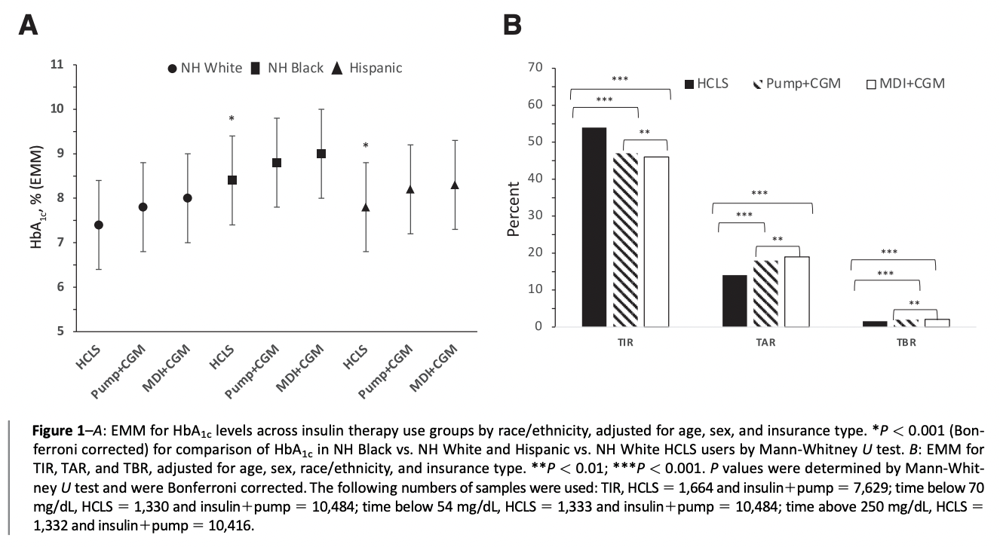 A
B
NH White NH Black Hispanic
HbA1c, % (EMM)
11
10
9
8
7
6
5
*
*
HCLS
Pump+CGM
MDI+CGM
HCLS
Pump+CGM
MDI+CGM
HCLS
Pump+CGM
MDI+CGM
HCLS Pump+CGM MDI+CGM
Percent
70
60
50
40
30
20
10
0
***
***
**
***
***
**
***
***
**
TIR TAR TBR
Figure 1–A: EMM for HbA1c levels across insulin therapy use groups by race/ethnicity, adjusted for age, sex, and insurance type. *P < 0.001 (Bon-
ferroni corrected) for comparison of HbA1c in NH Black vs. NH White and Hispanic vs. NH White HCLS users by Mann-Whitney U test. B: EMM for
TIR, TAR, and TBR, adjusted for age, sex, race/ethnicity, and insurance type. **P < 0.01; ***P < 0.001. P values were determined by Mann-Whit-
ney U test and were Bonferroni corrected. The following numbers of samples were used: TIR, HCLS = 1,664 and insulin+pump = 7,629; time below 70
mg/dL, HCLS = 1,330 and insulin+pump = 10,484; time below 54 mg/dL, HCLS = 1,333 and insulin+pump = 10,484; time above 250 mg/dL, HCLS =
1,332 and insulin+pump = 10,416.